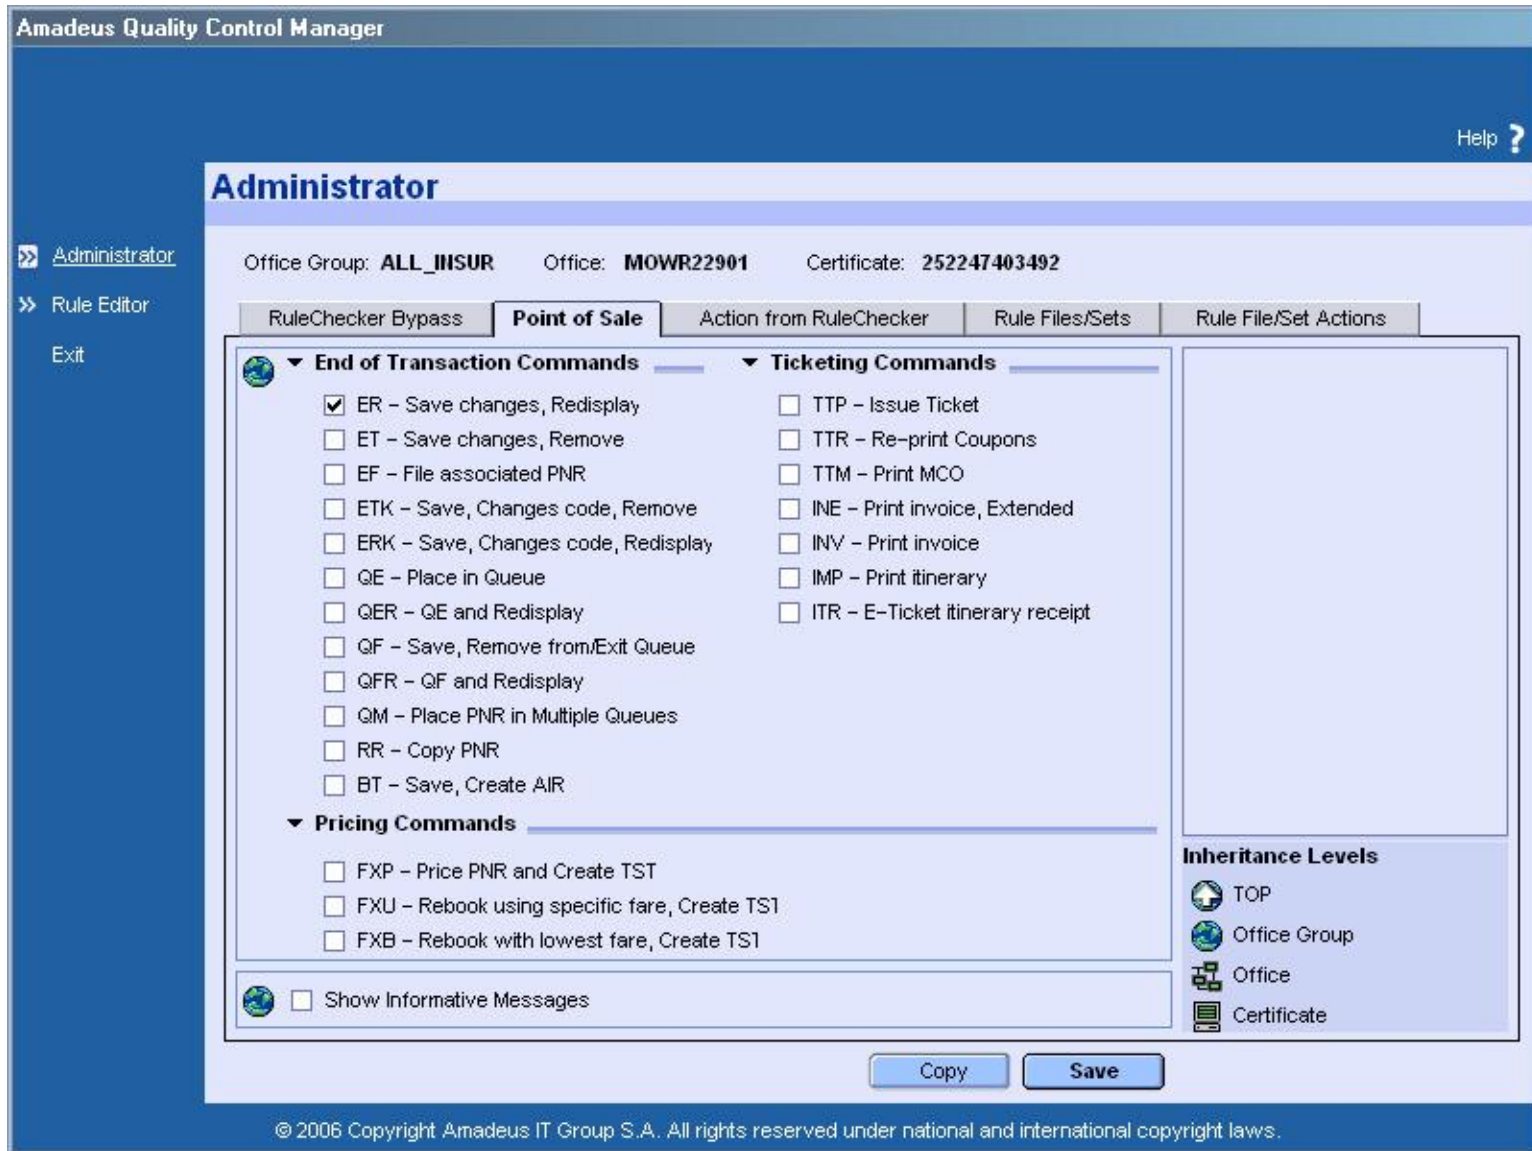 Amadeus Quality Control Manager
Help ?
Administrator
Administrator
Rule Editor
Exit
Office Group: ALL_INSUR Office: MOWR22901 Certificate: 252247403492
RuleChecker Bypass Point of Sale Action from RuleChecker Rule Files/Sets Rule File/Set Actions
End of Transaction Commands
ER – Save changes, Redisplay
ET – Save changes, Remove
EF – File associated PNR
ETK – Save, Changes code, Remove
ERK – Save, Changes code, Redisplay
QE – Place in Queue
QER – QE and Redisplay
QF – Save, Remove from/Exit Queue
QFR – QF and Redisplay
QM – Place PNR in Multiple Queues
RR – Copy PNR
BT – Save, Create AIR
Ticketing Commands
TTP – Issue Ticket
TTR – Re–print Coupons
TTM – Print MCO
INE – Print invoice, Extended
INV – Print invoice
IMP – Print itinerary
ITR – E–Ticket itinerary receipt
Pricing Commands
FXP – Price PNR and Create TST
FXU – Rebook using specific fare, Create TST
FXB – Rebook with lowest fare, Create TST
Show Informative Messages
Inheritance Levels
TOP
Office Group
Office
Certificate
Copy Save
© 2006 Copyright Amadeus IT Group S.A. All rights reserved under national and international copyright laws.